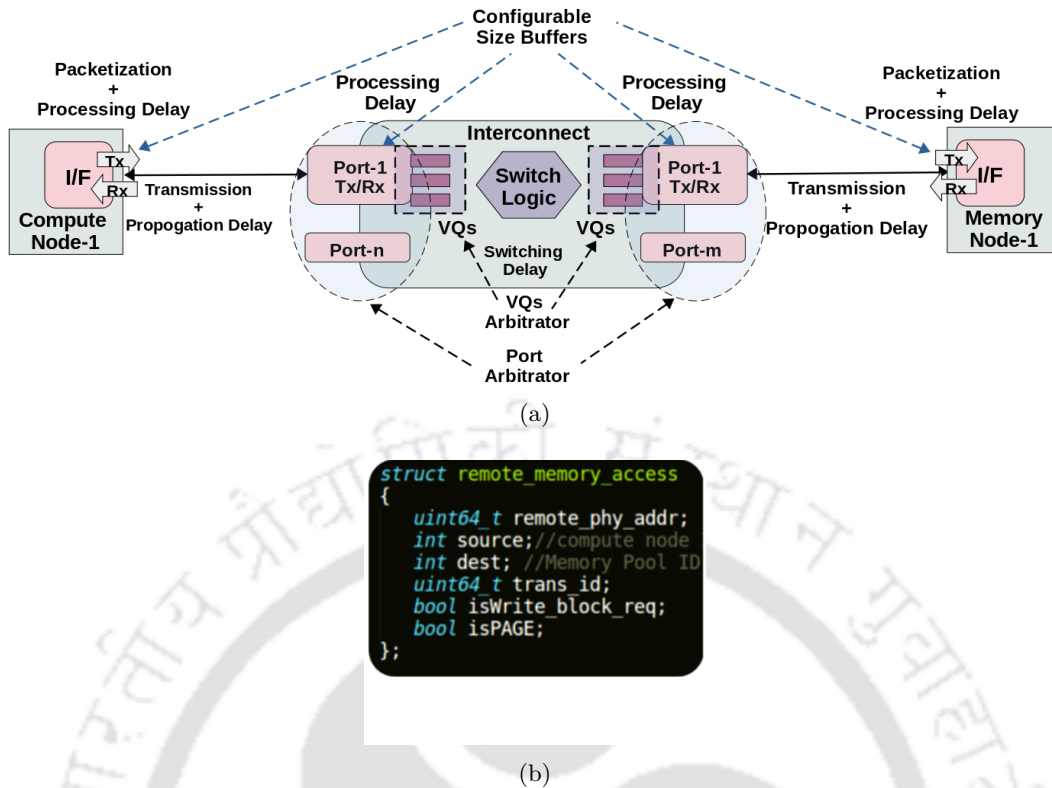 Configurable
Size Buffers
Packetization
+
Processing Delay
Processing
Delay
Processing
Delay
Packetization
+
Processing Delay
Interconnect
I/F
Tx
Rx
Compute
Node-1
Transmission
+
Propogation Delay
Port-1
Tx/Rx
Port-n
VQs
Switch
Logic
Switching
Delay
VQs
Port-1
Tx/Rx
Port-m
Transmission
+
Propogation Delay
Tx
Rx
I/F
Memory
Node-1
VQs
Arbitrator
Port
Arbitrator
(a)
struct remote_memory_access
{
uint64_t remote_phy_addr;
int source;//compute node
int dest; //Memory Pool ID
uint64_t trans_id;
bool isWrite_block_req;
bool isPAGE;
};
(b)